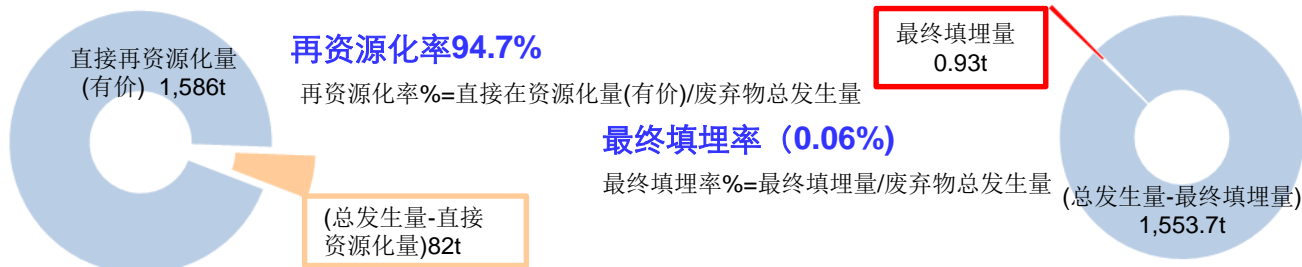 直接再资源化量
(有价) 1,586t
再资源化率94.7%
再资源化率%=直接在资源化量(有价)/废弃物总发生量
(总发生量-直接
资源化量)82t
最终填埋量
0.93t
最终填埋率（0.06%)
最终填埋率%=最终填埋量/废弃物总发生量
(总发生量-最终填埋量)
1,553.7t